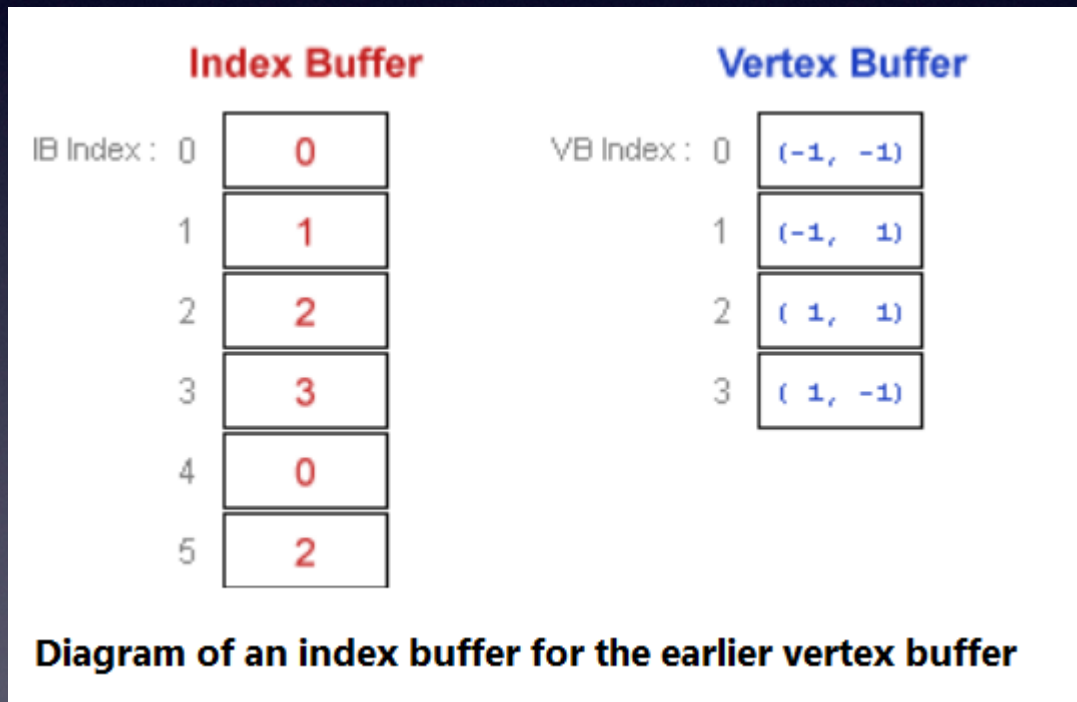 Index Buffer Vertex Buffer
IB Index : 0 0 VB Index : 0 (-1, -1)
1 1 1 (-1, 1)
2 2 2 ( 1, 1)
3 3 3 ( 1, -1)
4 0
5 2
Diagram of an index buffer for the earlier vertex buffer